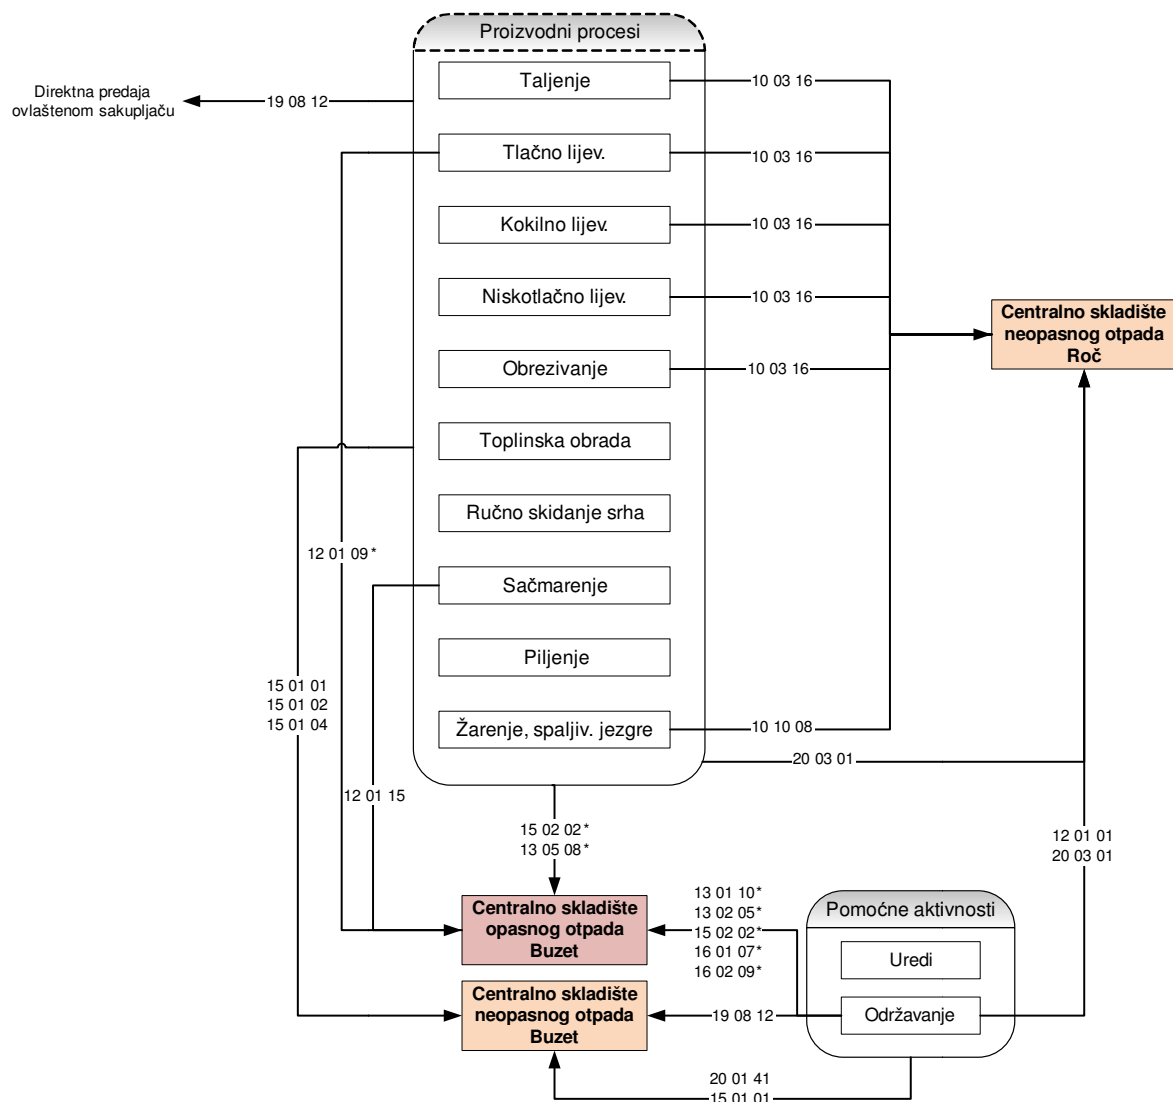 Proizvodni procesi
Taljenje
10 03 16
Direktna predaja
ovlaštenom sakupljaču
19 08 12
Tlačno lijev.
10 03 16
Kokilno lijev.
10 03 16
Niskotlačno lijev.
10 03 16
Centralno skladište
neopasnog otpada
Roč
Obrezivanje
10 03 16
Toplinska obrada
Ručno skidanje srha
12 01 09*
Sačmarenje
Piljenje
15 01 01
15 01 02
15 01 04
Žarenje, spaljiv. jezgre
10 10 08
20 03 01
12 01 15
15 02 02*
13 05 08*
12 01 01
20 03 01
13 01 10*
13 02 05*
15 02 02*
16 01 07*
16 02 09*
Centralno skladište
opasnog otpada
Buzet
Pomoćne aktivnosti
Uredi
Centralno skladište
neopasnog otpada
Buzet
19 08 12
Održavanje
20 01 41
15 01 01